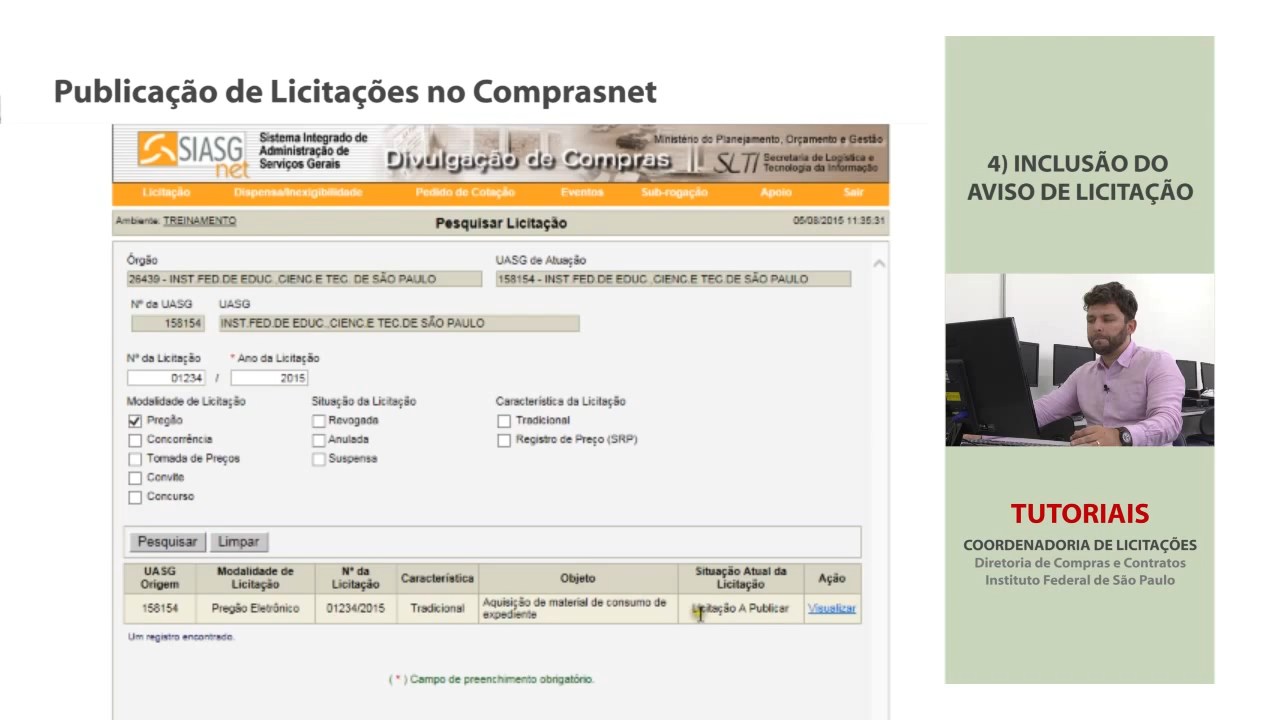 Publicação de Licitações no Comprasnet
SIASG
net
Sistema Integrado de
Administração de
Serviços Gerais
Divulgação de Compras
Ministério do Planejamento, Orçamento e Gestão
SLTI
Secretaria de Logística e
Tecnologia da Informação
Licitação Dispensa/Inexigibilidade Pedido de Cotação Eventos Sub-rogação Apoio Sair
Ambiente: TREINAMENTO Pesquisar Licitação 05/08/2015 11:35:31
Órgão UASG de Atuação
26439 - INST.FED.DE EDUC.,CIENC.E TEC. DE SÃO PAULO 158154 - INST.FED.DE EDUC.,CIENC.E TEC.DE SÃO PAULO
Nº da UASG UASG
158154 INST.FED.DE EDUC.,CIENC.E TEC.DE SÃO PAULO
Nº da Licitação * Ano da Licitação
01234 / 2015
Modalidade de Licitação Situação da Licitação Característica da Licitação
Pregão Revogada Tradicional
Concorrência Anulada Registro de Preço (SRP)
Tomada de Preços Suspensa
Convite
Concurso
Pesquisar Limpar
UASG Origem Modalidade de Licitação Nº da Licitação Característica Objeto Situação Atual da Licitação Ação
158154 Pregão Eletrônico 01234/2015 Tradicional Aquisição de material de consumo de expediente Licitação A Publicar Visualizar
Um registro encontrado.
( * ) Campo de preenchimento obrigatório.
4) INCLUSÃO DO
AVISO DE LICITAÇÃO
TUTORIAIS
COORDENADORIA DE LICITAÇÕES
Diretoria de Compras e Contratos
Instituto Federal de São Paulo